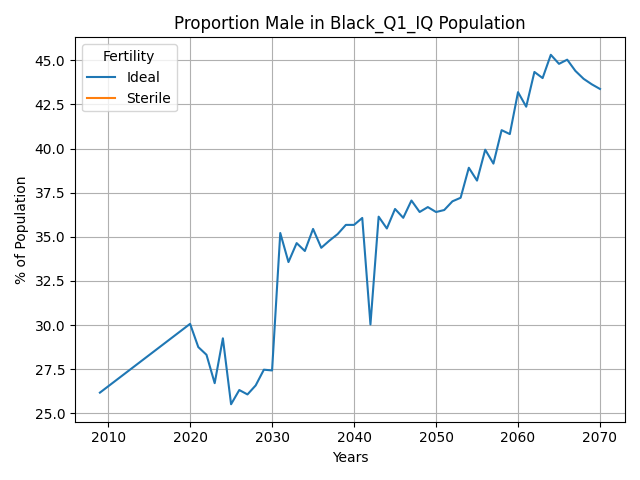 Proportion Male in Black_Q1_IQ Population
Fertility
Ideal
Sterile
% of Population
45.0
42.5
40.0
37.5
35.0
32.5
30.0
27.5
25.0
2010 2020 2030 2040 2050 2060 2070
Years